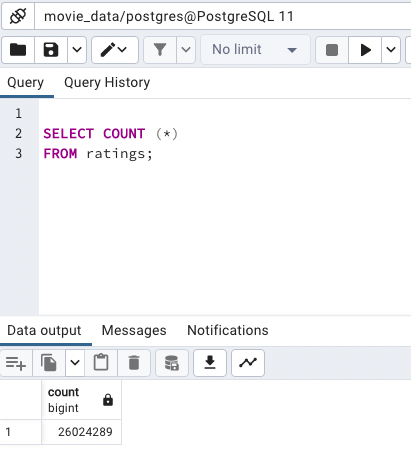 movie_data/postgres@PostgreSQL 11
No limit
Query Query History
1
2 SELECT COUNT (*)
3 FROM ratings;
Data output Messages Notifications
count
bigint
1 26024289